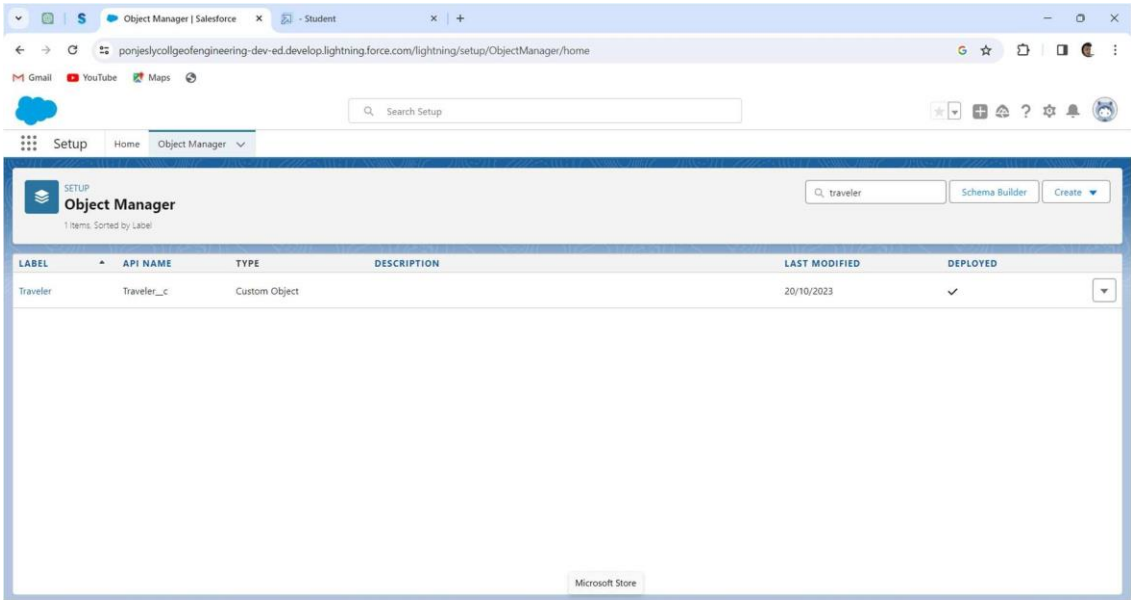 Object Manager | Salesforce
- Student
ponjeslycollgeofengineering-dev-ed.develop.lightning.force.com/lightning/setup/ObjectManager/home
Gmail YouTube Maps
Search Setup
Setup Home Object Manager
SETUP
Object Manager
1 Items. Sorted by Label
traveler
Schema Builder
Create
LABEL API NAME TYPE DESCRIPTION LAST MODIFIED DEPLOYED
Traveler Traveler__c Custom Object 20/10/2023
Microsoft Store